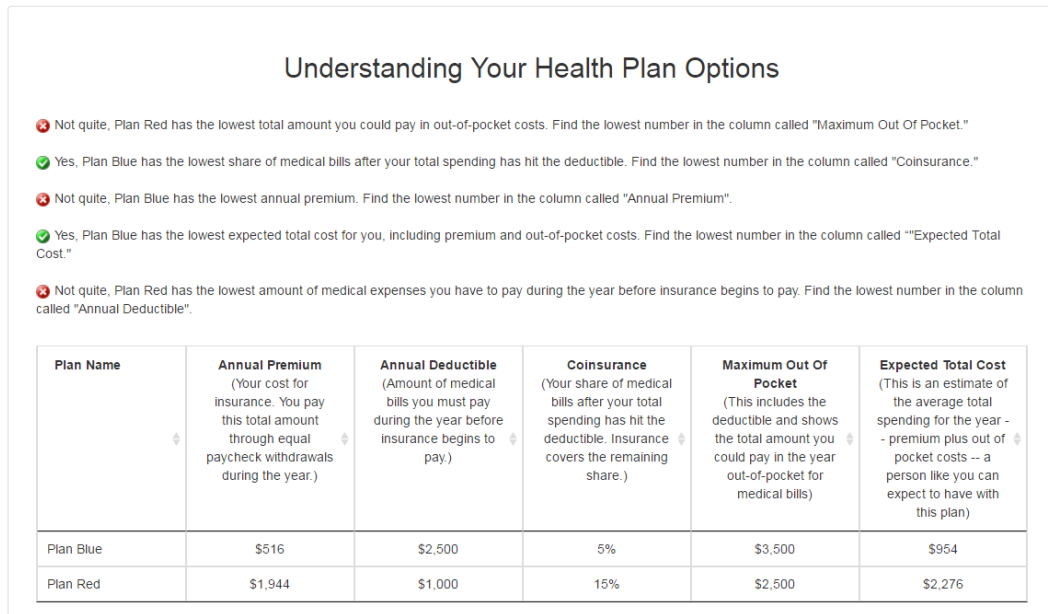 Understanding Your Health Plan Options
Not quite, Plan Red has the lowest total amount you could pay in out-of-pocket costs. Find the lowest number in the column called "Maximum Out Of Pocket."
Yes, Plan Blue has the lowest share of medical bills after your total spending has hit the deductible. Find the lowest number in the column called "Coinsurance."
Not quite, Plan Blue has the lowest annual premium. Find the lowest number in the column called "Annual Premium".
Yes, Plan Blue has the lowest expected total cost for you, including premium and out-of-pocket costs. Find the lowest number in the column called “"Expected Total
Cost."
Not quite, Plan Red has the lowest amount of medical expenses you have to pay during the year before insurance begins to pay. Find the lowest number in the column
called "Annual Deductible".
Plan Name
Annual Premium
(Your cost for
insurance. You pay
this total amount
through equal
paycheck withdrawals
during the year.)
Annual Deductible
(Amount of medical
bills you must pay
during the year before
insurance begins to
pay.)
Coinsurance
(Your share of medical
bills after your total
spending has hit the
deductible. Insurance
covers the remaining
share.)
Maximum Out Of
Pocket
(This includes the
deductible and shows
the total amount you
could pay in the year
out-of-pocket for
medical bills)
Expected Total Cost
(This is an estimate of
the average total
spending for the year -
- premium plus out of
pocket costs -- a
person like you can
expect to have with
this plan)
Plan Blue $516 $2,500 5% $3,500 $954
Plan Red $1,944 $1,000 15% $2,500 $2,276